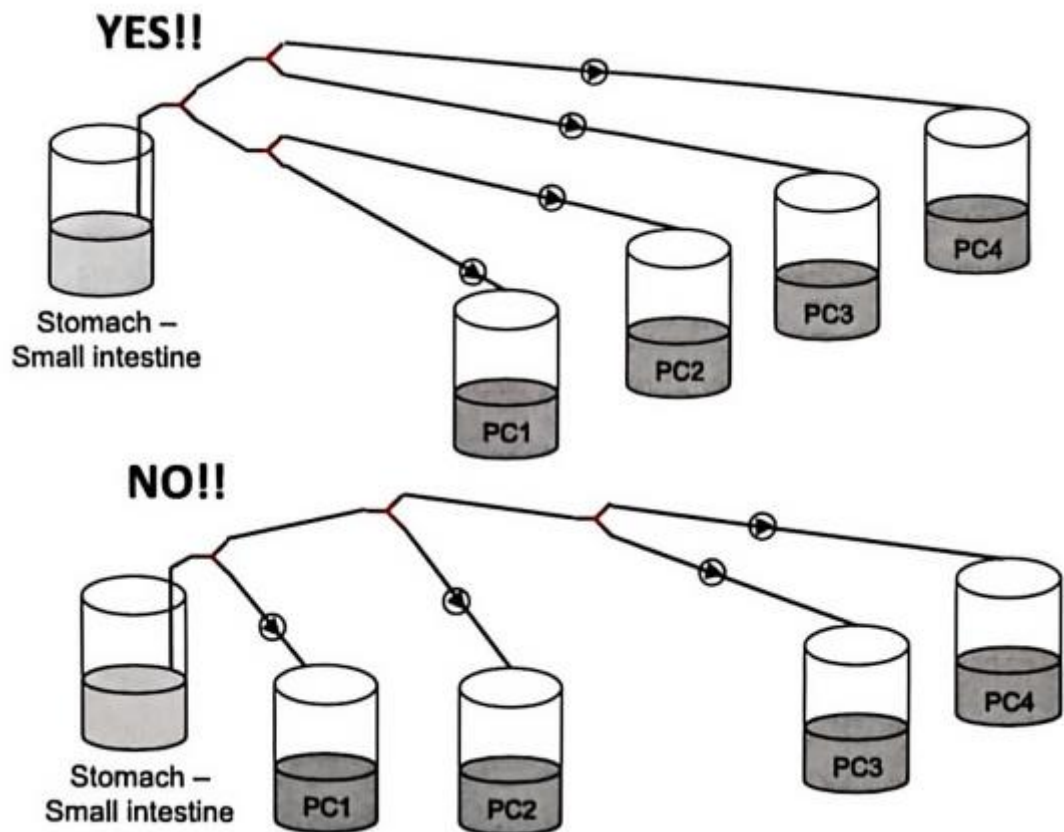 YES!!
Stomach –
Small intestine
PC1
PC2
PC3
PC4
NO!!
Stomach –
Small intestine
PC1
PC2
PC3
PC4